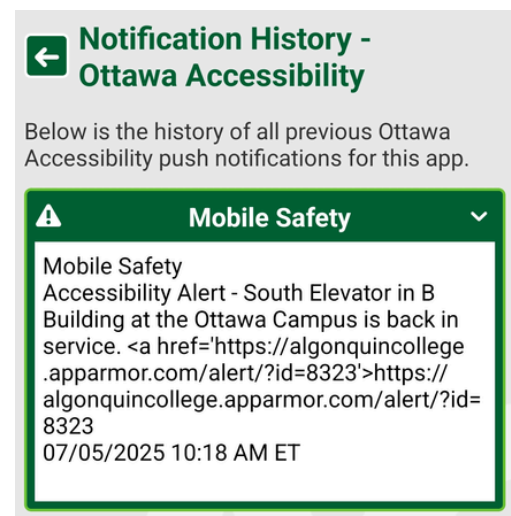 Notification History -
Ottawa Accessibility
Below is the history of all previous Ottawa
Accessibility push notifications for this app.
Mobile Safety
Mobile Safety
Accessibility Alert - South Elevator in B
Building at the Ottawa Campus is back in
service. <a href='https://algonquincollege
.apparmor.com/alert/?id=8323'>https://
algonquincollege.apparmor.com/alert/?id=
8323
07/05/2025 10:18 AM ET